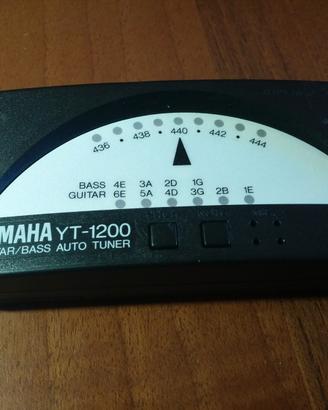 436 • 438 • 440 • 442 • 444
BASS 4E 3A 2D 1G
GUITAR 6E 5A 4D 3G 2B 1E
MAHA YT-1200
AR/BASS AUTO TUNER